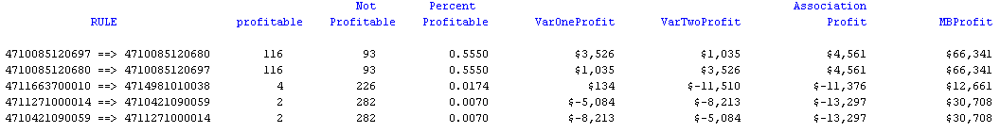 Not Percent Association
RULE profitable Profitable Profitable VarOneProfit VarTwoProfit Profit MBProfit
4710085120697 ==> 4710085120680 116 93 0.5550 $3,526 $1,035 $4,561 $66,341
4710085120680 ==> 4710085120697 116 93 0.5550 $1,035 $3,526 $4,561 $66,341
4711663700010 ==> 4714981010038 4 226 0.0174 $134 $-11,510 $-11,376 $12,661
4711271000014 ==> 4710421090059 2 282 0.0070 $-5,084 $-8,213 $-13,297 $30,708
4710421090059 ==> 4711271000014 2 282 0.0070 $-8,213 $-5,084 $-13,297 $30,708